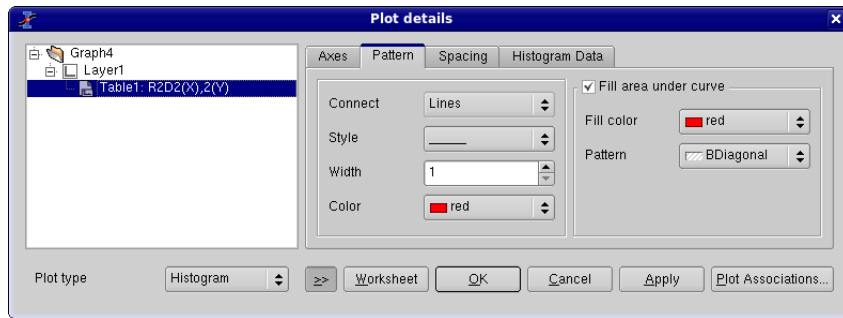 Plot details
Graph4
Layer1
Table1: R2D2(X),2(Y)
Axes Pattern Spacing Histogram Data
Connect Lines
Style
Width 1
Color red
Fill area under curve
Fill color red
Pattern BDiagonal
Plot type Histogram >> Worksheet OK Cancel Apply Plot Associations...